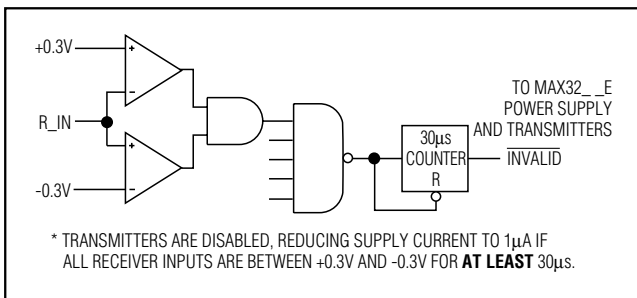 +0.3V
R_IN
-0.3V
+
-
+
-
30µs
COUNTER
R
TO MAX32_ _E
POWER SUPPLY
AND TRANSMITTERS
INVALID
* TRANSMITTERS ARE DISABLED, REDUCING SUPPLY CURRENT TO 1µA IF
ALL RECEIVER INPUTS ARE BETWEEN +0.3V AND -0.3V FOR AT LEAST 30µs.